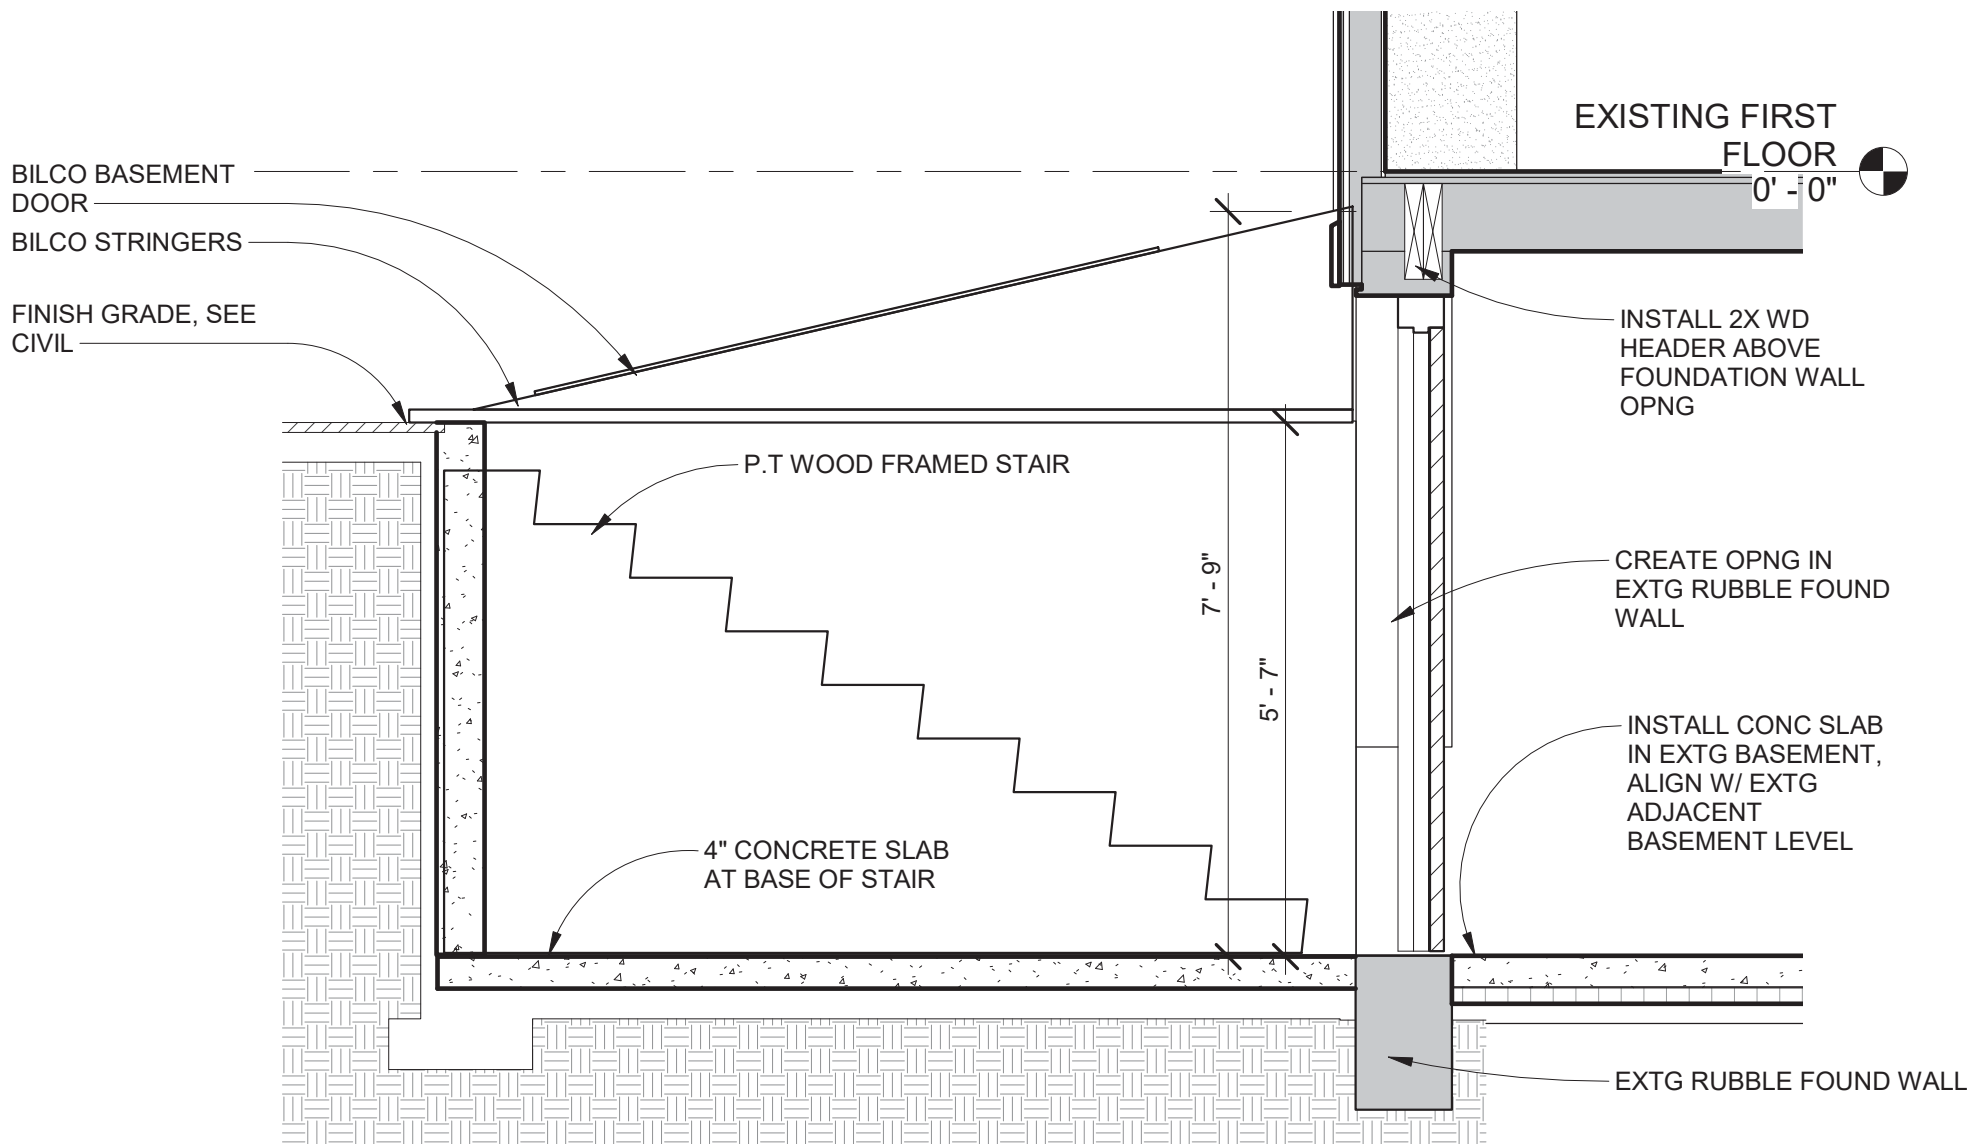 EXISTING FIRST
FLOOR
0' - 0"
BILCO BASEMENT
DOOR
BILCO STRINGERS
FINISH GRADE, SEE
CIVIL
INSTALL 2X WD
HEADER ABOVE
FOUNDATION WALL
OPNG
P.T WOOD FRAMED STAIR
7' - 9"
5' - 7"
CREATE OPNG IN
EXTG RUBBLE FOUND
WALL
INSTALL CONC SLAB
IN EXTG BASEMENT,
ALIGN W/ EXTG
ADJACENT
BASEMENT LEVEL
4" CONCRETE SLAB
AT BASE OF STAIR
EXTG RUBBLE FOUND WALL